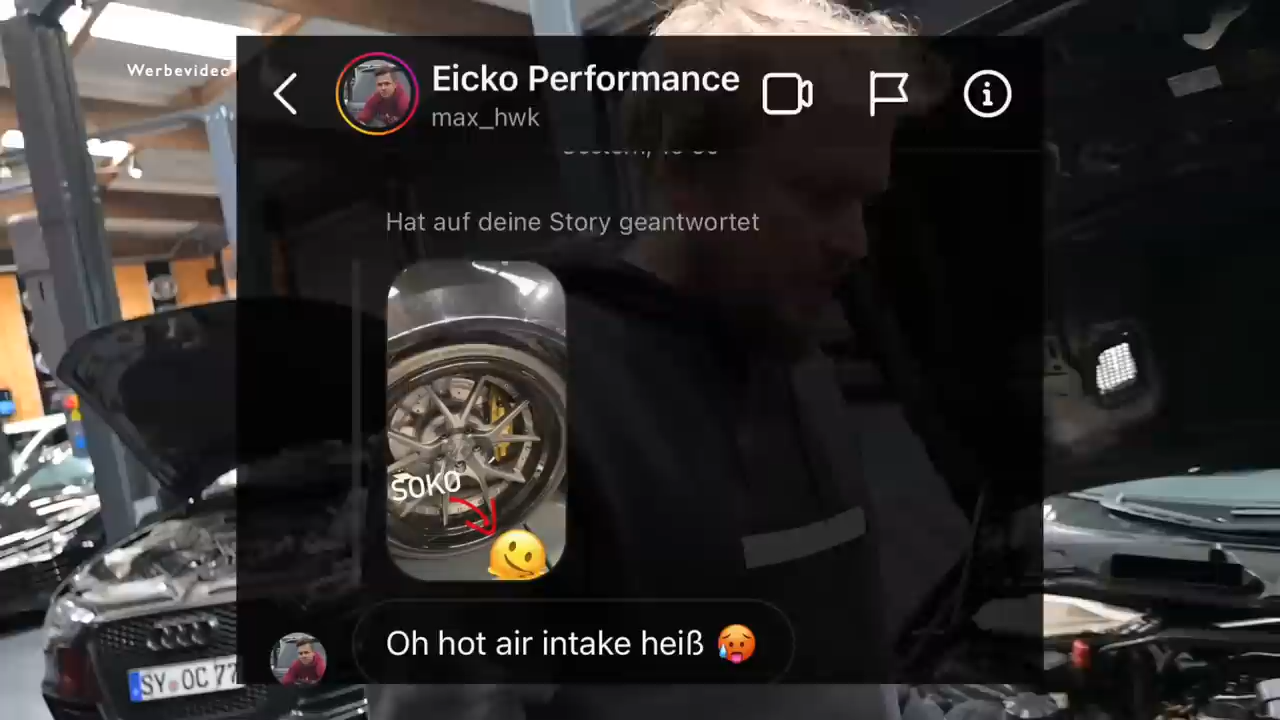 Werbevideo
Eicko Performance
max_hwk
Hat auf deine Story geantwortet
SOKO
Oh hot air intake heiß 🥵
SY OC 77